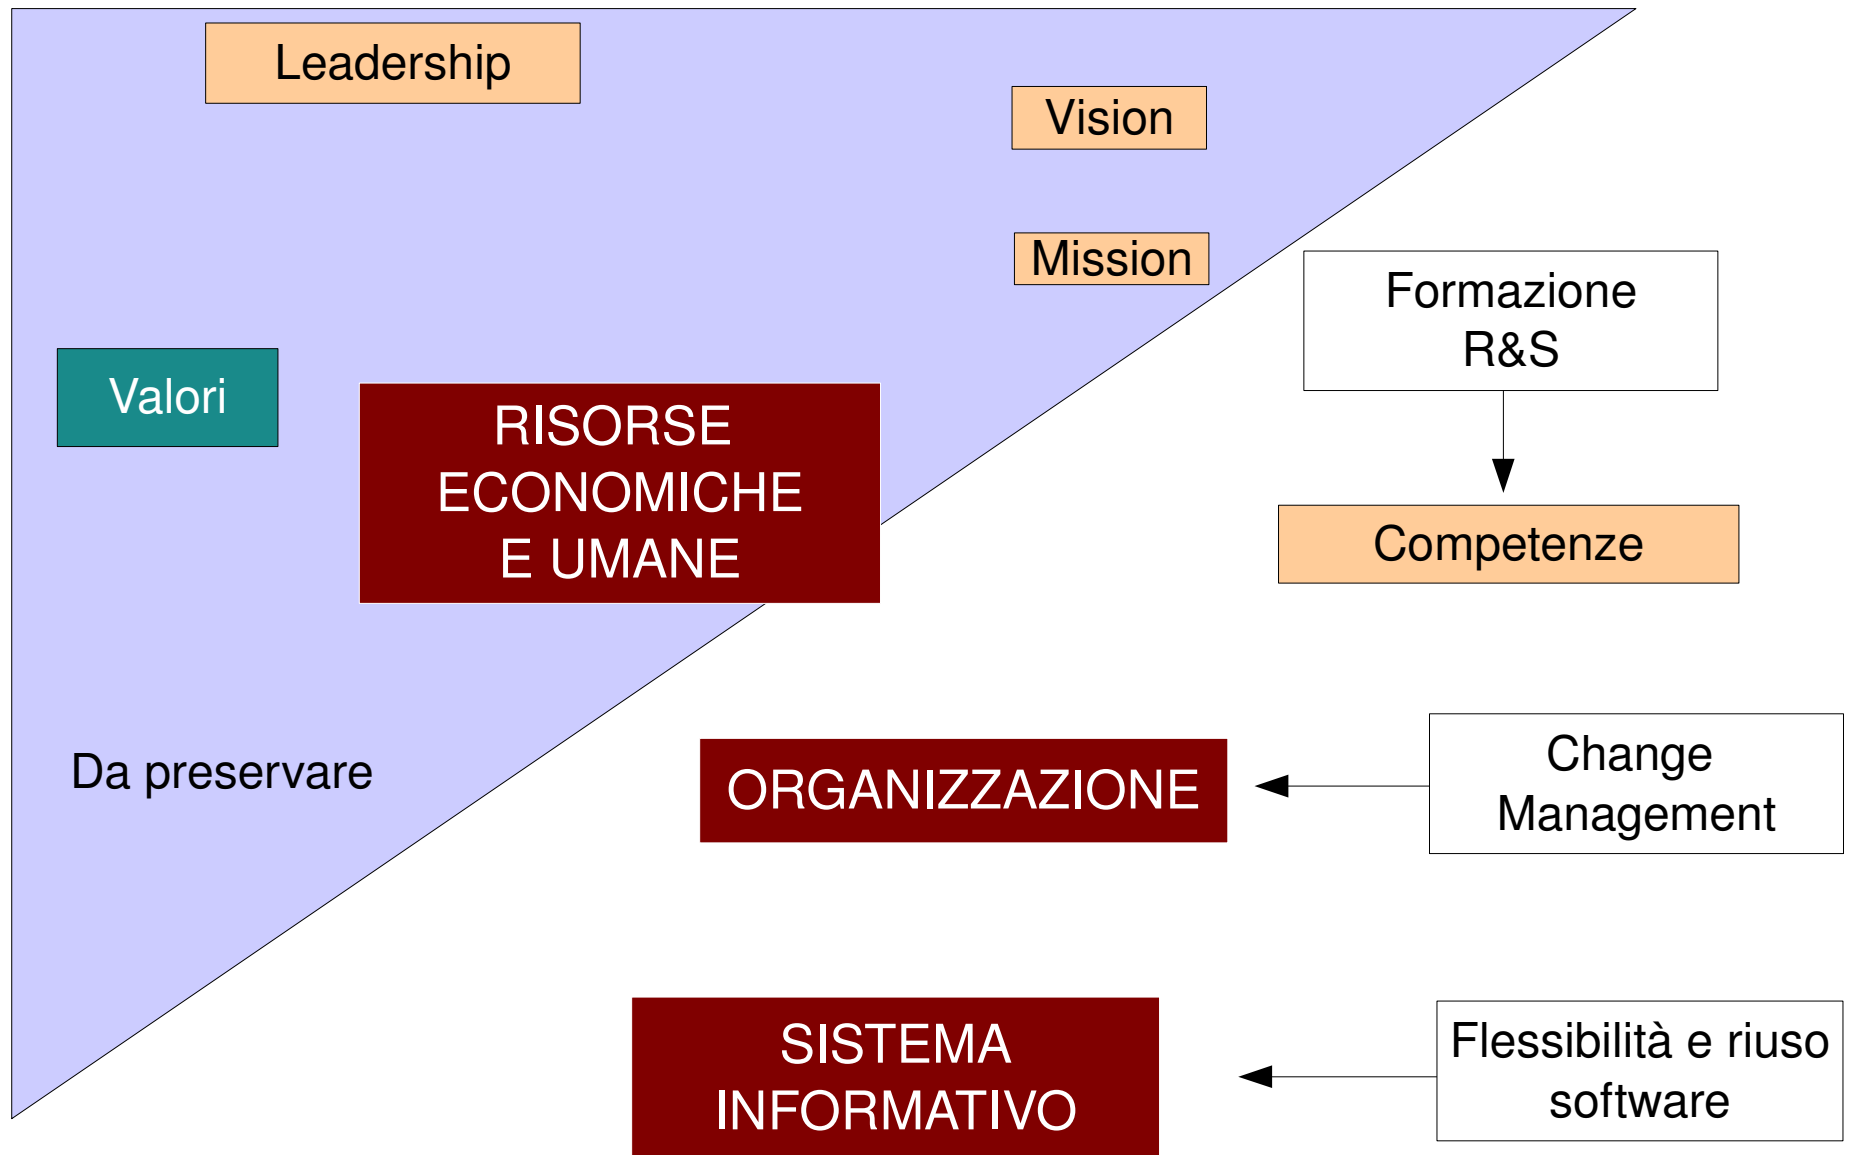 Leadership
Vision
Mission
Formazione
R&S
Valori
RISORSE
ECONOMICHE
E UMANE
Competenze
Da preservare
ORGANIZZAZIONE
Change
Management
SISTEMA
INFORMATIVO
Flessibilità e riuso
software